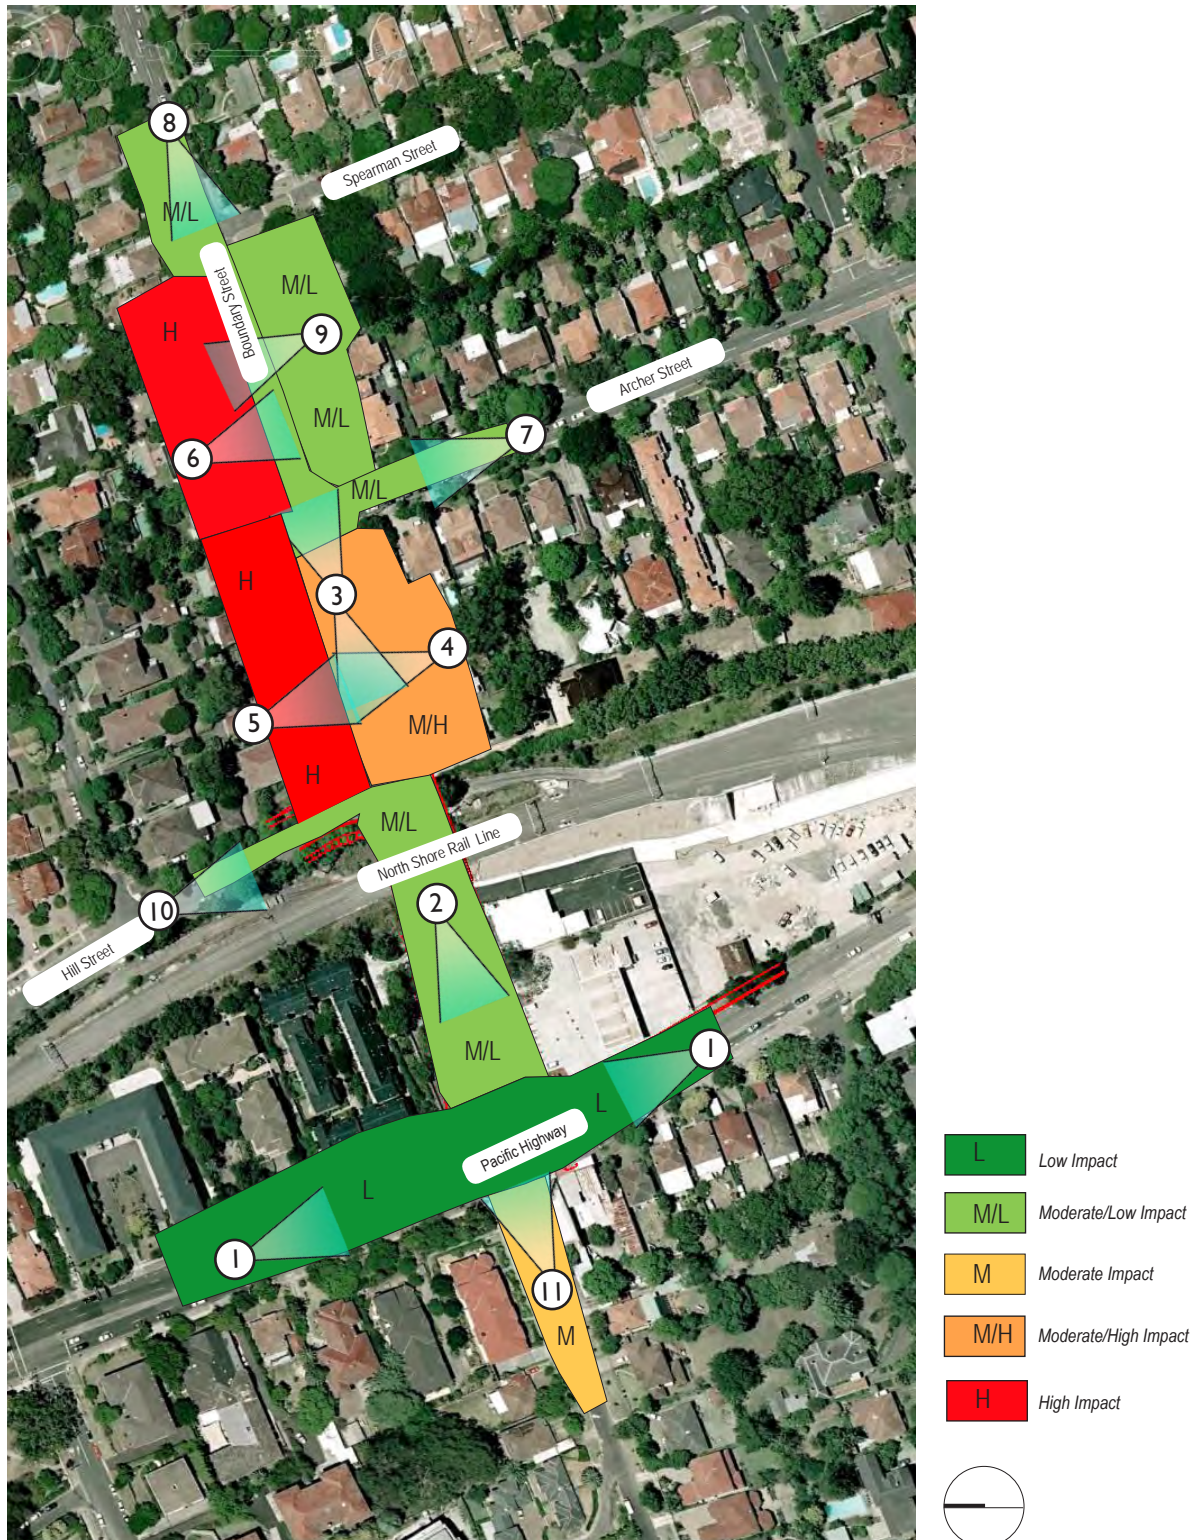 8
Spearman Street
M/L
M/L
Boundary Street
H
9
Archer Street
M/L
7
6
M/L
H
3
4
5
M/H
H
M/L
North Shore Rail Line
2
10
Hill Street
M/L
1
L
Pacific Highway
L
1
11
M
L Low Impact
M/L Moderate/Low Impact
M Moderate Impact
M/H Moderate/High Impact
H High Impact